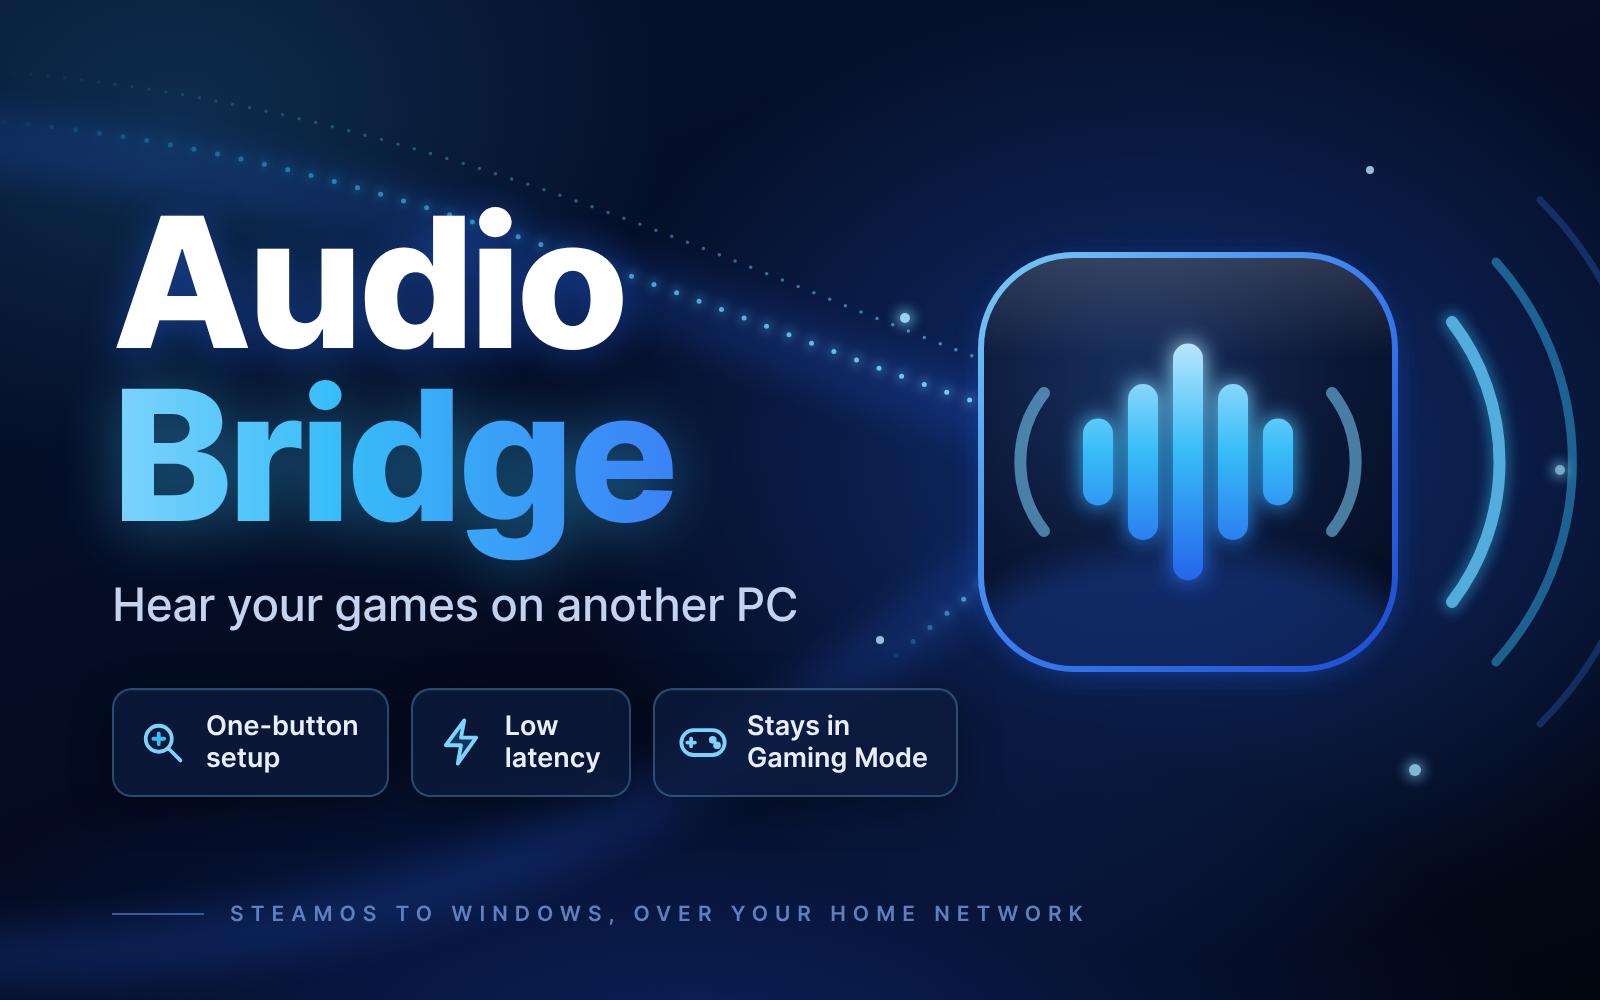 Audio
Bridge
Hear your games on another PC
One-button
setup
Low
latency
Stays in
Gaming Mode
STEAMOS TO WINDOWS, OVER YOUR HOME NETWORK